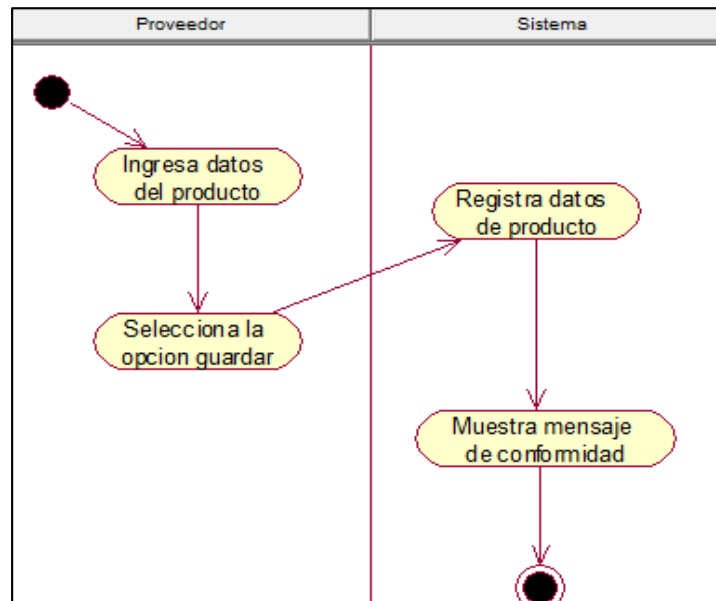 Proveedor
Sistema
Ingresa datos
del producto
Registra datos
de producto
Selecciona la
opcion guardar
Muestra mensaje
de conformidad